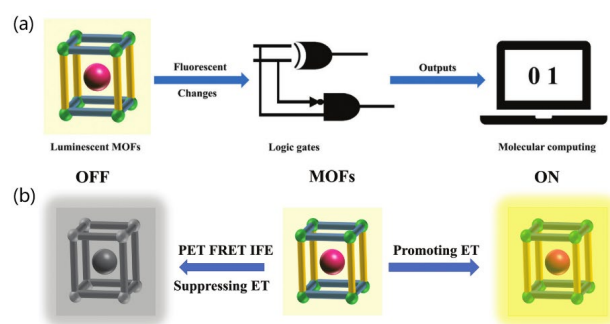 (a)
Fluorescent
Changes
Outputs
0 1
Luminescent MOFs
Logic gates
Molecular computing
OFF
MOFs
ON
(b)
PET FRET IFE
Suppressing ET
Promoting ET